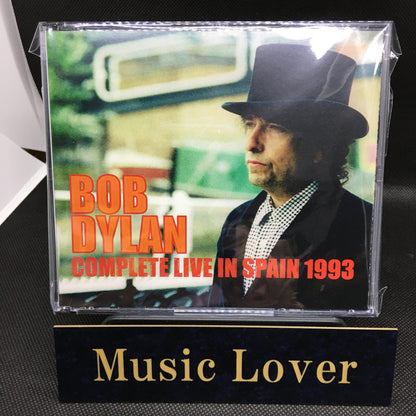 BOB
DYLAN
COMPLETE LIVE IN SPAIN 1993
Music Lover